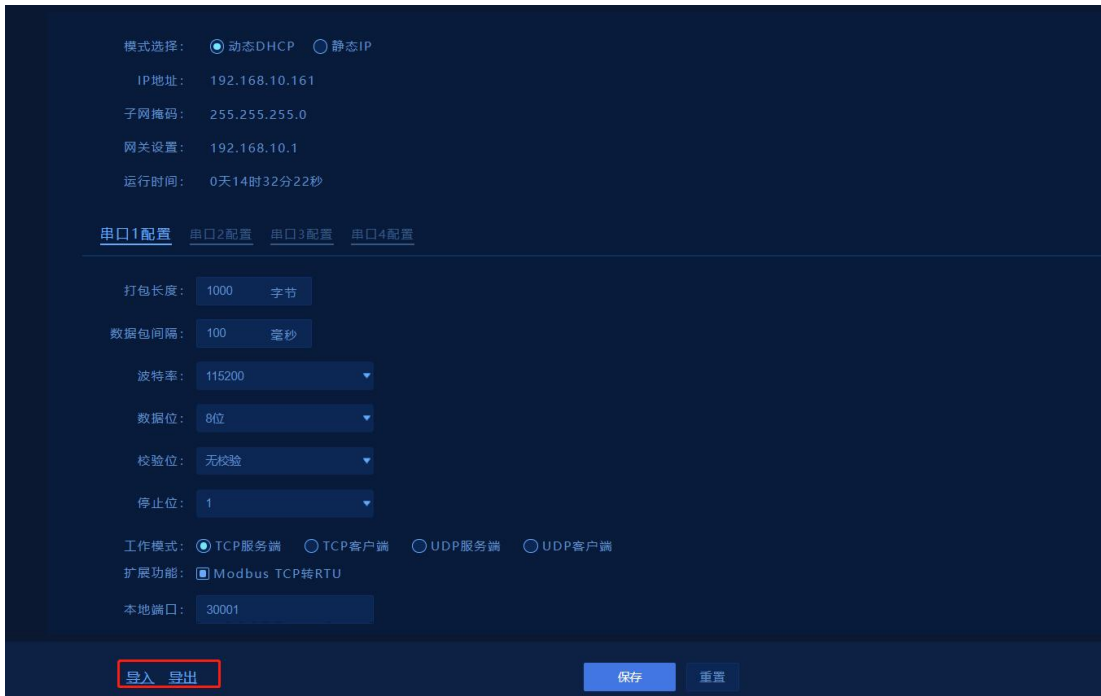 模式选择： 动态DHCP 静态IP
IP地址： 192.168.10.161
子网掩码： 255.255.255.0
网关设置： 192.168.10.1
运行时间： 0天14时32分22秒
串口1配置 串口2配置 串口3配置 串口4配置
打包长度： 1000 字节
数据包间隔： 100 毫秒
波特率： 115200
数据位： 8位
校验位： 无校验
停止位： 1
工作模式： TCP服务端 TCP客户端 UDP服务端 UDP客户端
扩展功能： Modbus TCP转RTU
本地端口： 30001
导入 导出 保存 重置